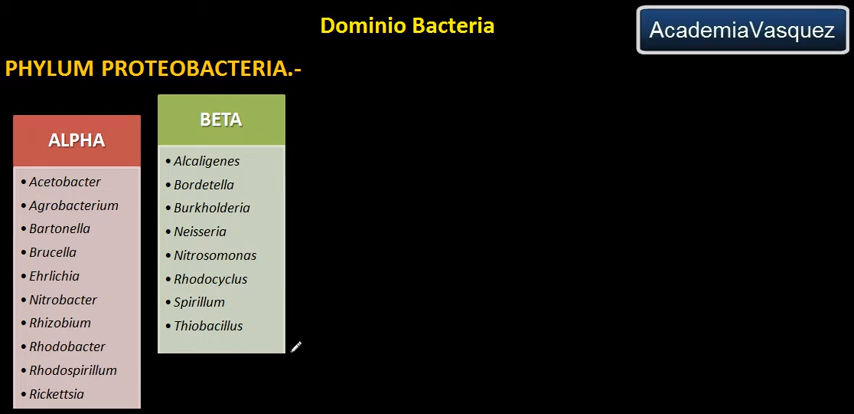 Dominio Bacteria
AcademiaVasquez
PHYLUM PROTEOBACTERIA.-
ALPHA
• Acetobacter
• Agrobacterium
• Bartonella
• Brucella
• Ehrlichia
• Nitrobacter
• Rhizobium
• Rhodobacter
• Rhodospirillum
• Rickettsia
BETA
• Alcaligenes
• Bordetella
• Burkholderia
• Neisseria
• Nitrosomonas
• Rhodocyclus
• Spirillum
• Thiobacillus